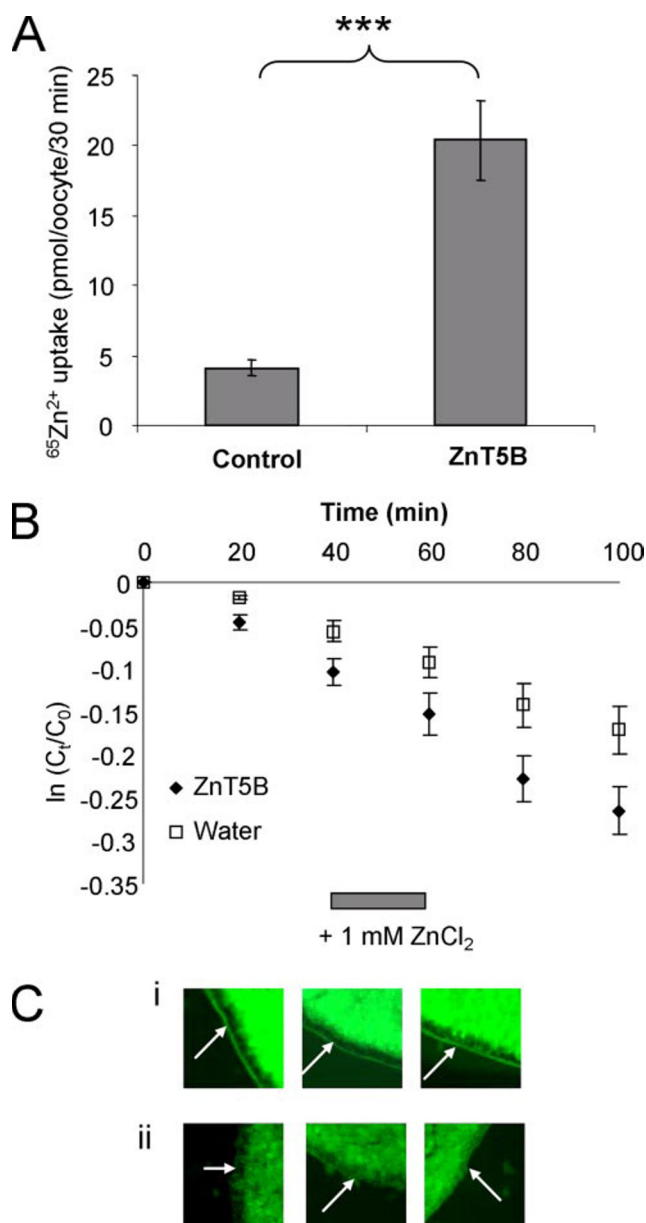 A
***
25
20
15
10
5
0
⁶⁵Zn²⁺ uptake (pmol/oocyte/30 min)
Control ZnT5B
B
Time (min)
0 20 40 60 80 100
0
-0.05
-0.1
-0.15
-0.2
-0.25
-0.3
-0.35
ln (Cₜ/C₀)
ZnT5B
Water
+ 1 mM ZnCl₂
C
i
ii